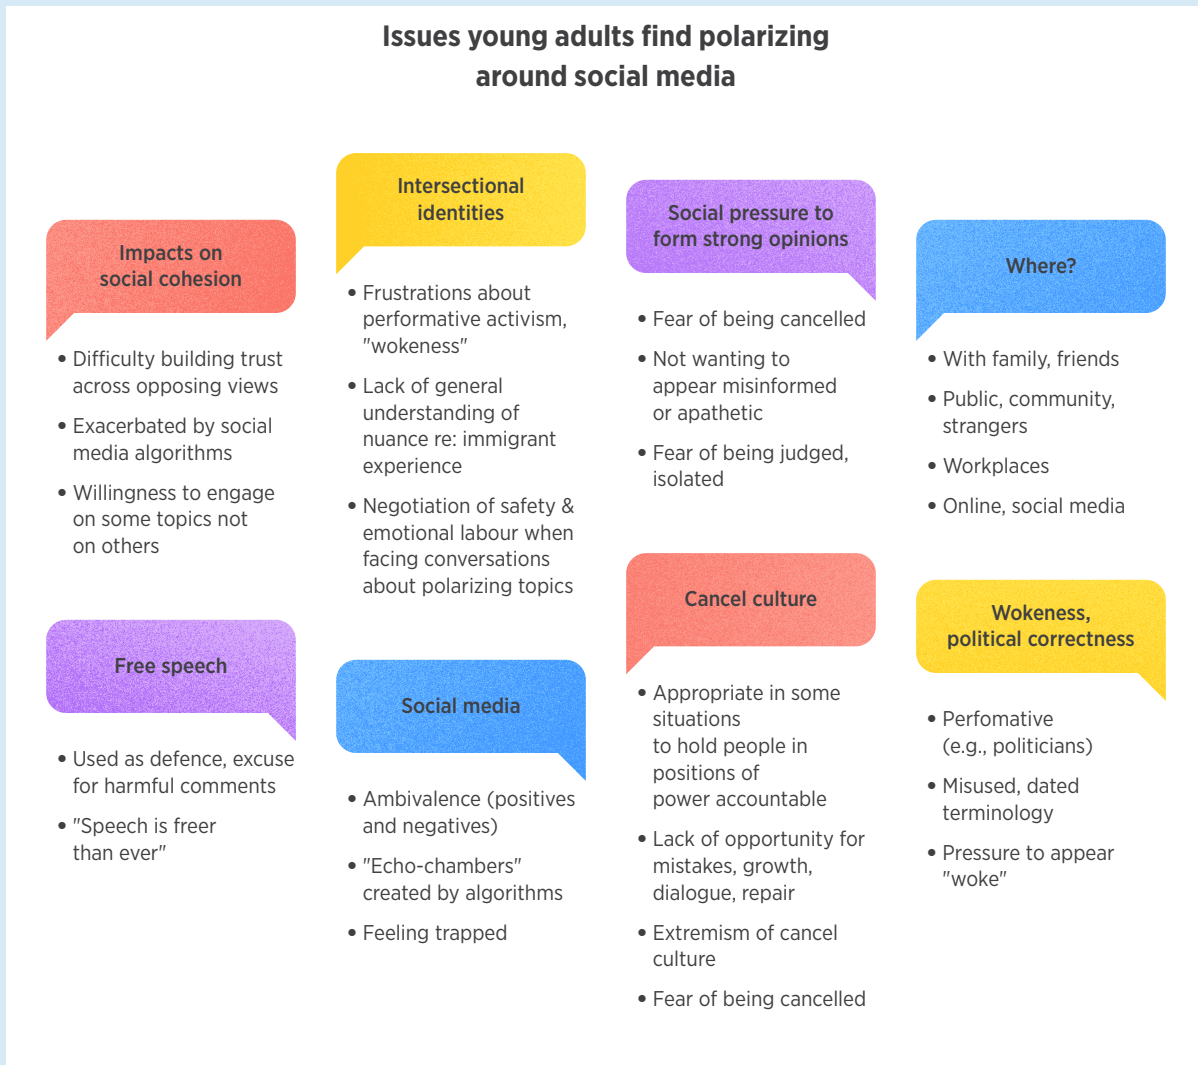 Issues young adults find polarizing
around social media
Impacts on
social cohesion
• Difficulty building trust
across opposing views
• Exacerbated by social
media algorithms
• Willingness to engage
on some topics not
on others
Free speech
• Used as defence, excuse
for harmful comments
• "Speech is freer
than ever"
Intersectional
identities
• Frustrations about
performative activism,
"wokeness"
• Lack of general
understanding of
nuance re: immigrant
experience
• Negotiation of safety &
emotional labour when
facing conversations
about polarizing topics
Social media
• Ambivalence (positives
and negatives)
• "Echo-chambers"
created by algorithms
• Feeling trapped
Social pressure to
form strong opinions
• Fear of being cancelled
• Not wanting to
appear misinformed
or apathetic
• Fear of being judged,
isolated
Cancel culture
• Appropriate in some
situations
to hold people in
positions of
power accountable
• Lack of opportunity for
mistakes, growth,
dialogue, repair
• Extremism of cancel
culture
• Fear of being cancelled
Where?
• With family, friends
• Public, community,
strangers
• Workplaces
• Online, social media
Wokeness,
political correctness
• Perfomative
(e.g., politicians)
• Misused, dated
terminology
• Pressure to appear
"woke"